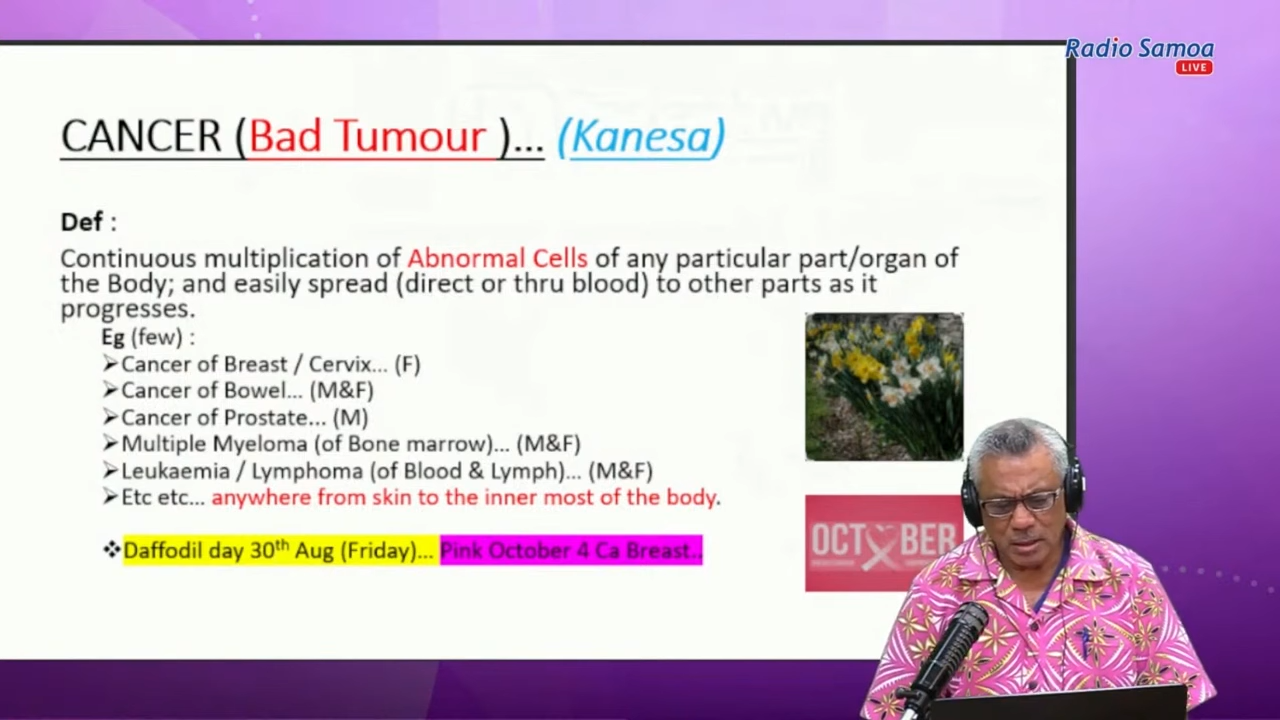 Radio Samoa
LIVE
CANCER (Bad Tumour )... (Kanesa)
Def :
Continuous multiplication of Abnormal Cells of any particular part/organ of
the Body; and easily spread (direct or thru blood) to other parts as it
progresses.
Eg (few) :
➢Cancer of Breast / Cervix... (F)
➢Cancer of Bowel... (M&F)
➢Cancer of Prostate... (M)
➢Multiple Myeloma (of Bone marrow)... (M&F)
➢Leukaemia / Lymphoma (of Blood & Lymph)... (M&F)
➢Etc etc... anywhere from skin to the inner most of the body.
❖Daffodil day 30th Aug (Friday)... Pink October 4 Ca Breast..
OCTOBER